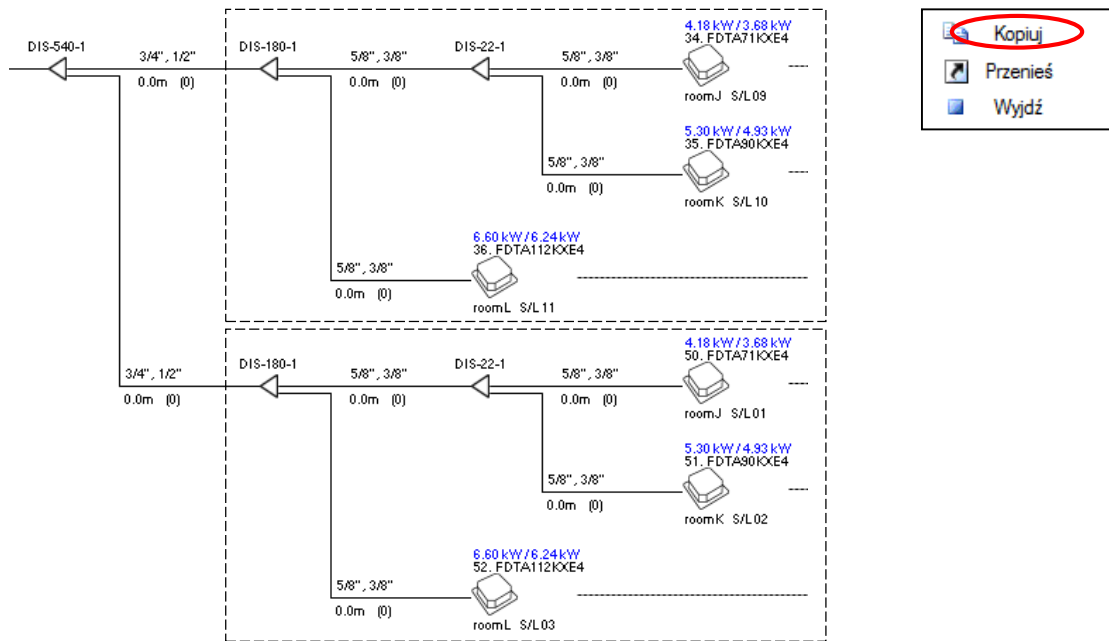 4.18 kW / 3.68 kW
34. FDTA71KXE4
DIS-540-1
3/4", 1/2"
0.0m (0)
DIS-180-1
5/8", 3/8"
0.0m (0)
DIS-22-1
5/8", 3/8"
0.0m (0)
roomJ S/L09
5.30 kW / 4.93 kW
35. FDTA90KXE4
5/8", 3/8"
0.0m (0)
roomK S/L10
6.60 kW / 6.24 kW
36. FDTA112KXE4
5/8", 3/8"
0.0m (0)
roomL S/L11
4.18 kW / 3.68 kW
50. FDTA71KXE4
3/4", 1/2"
0.0m (0)
DIS-180-1
5/8", 3/8"
0.0m (0)
DIS-22-1
5/8", 3/8"
0.0m (0)
roomJ S/L01
5.30 kW / 4.93 kW
51. FDTA90KXE4
5/8", 3/8"
0.0m (0)
roomK S/L02
6.60 kW / 6.24 kW
52. FDTA112KXE4
5/8", 3/8"
0.0m (0)
roomL S/L03
Kopiuj
Przenieś
Wyjdź